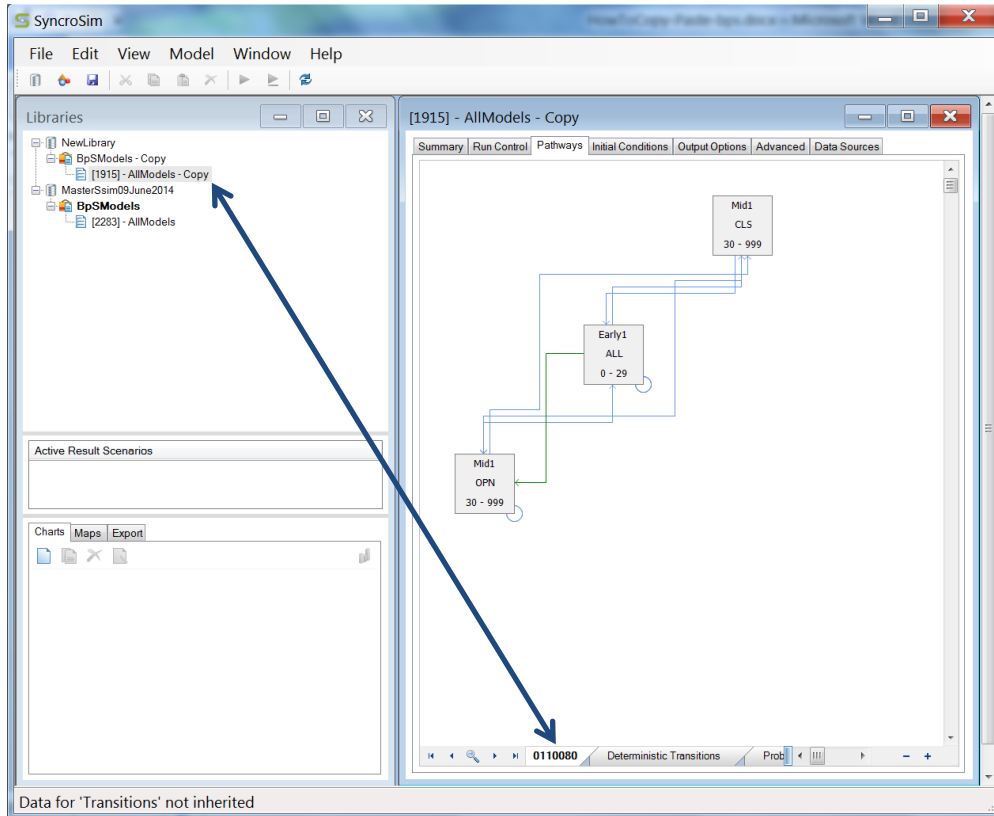 SyncroSim
HowToCopy-Paste-bps.docx - Microsoft
File Edit View Model Window Help
Libraries
NewLibrary
BpSModels - Copy
[1915] - AllModels - Copy
MasterSsim09June2014
BpSModels
[2283] - AllModels
Active Result Scenarios
Charts Maps Export
[1915] - AllModels - Copy
Summary Run Control Pathways Initial Conditions Output Options Advanced Data Sources
Mid1
CLS
30 - 999
Early1
ALL
0 - 29
Mid1
OPN
30 - 999
0110080 Deterministic Transitions Prob
Data for 'Transitions' not inherited